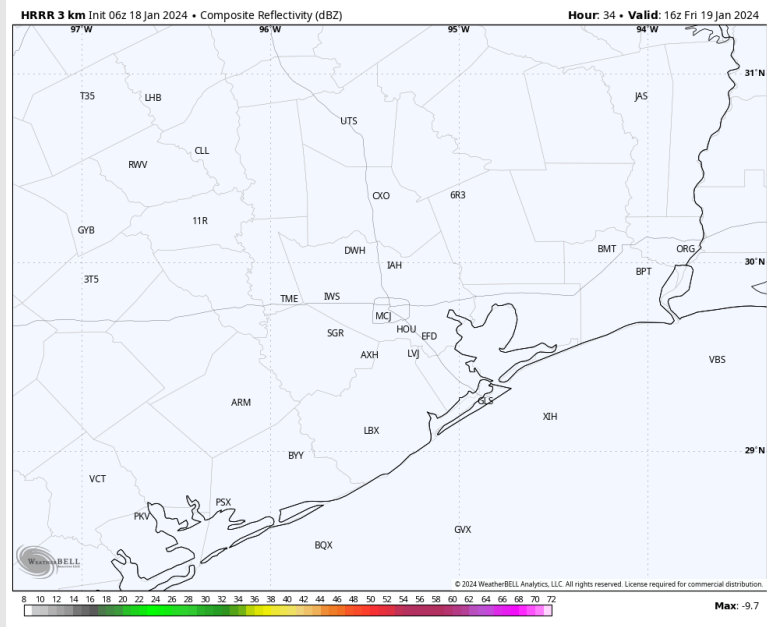 HRRR 3 km Init 06z 18 Jan 2024 • Composite Reflectivity (dBZ) Hour: 34 • Valid: 16z Fri 19 Jan 2024
97°W 96°W 95°W 94°W
31°N
T35 LHB JAS
UTS
CLL
RWV
CXO 6R3
11R
GYB
DWH BMT ORG
30°N
IAH
BPT
3T5
TME IWS
MCJ
SGR HOU EFD
AXH LVJ
VBS
ARM GLS
XIH
LBX
29°N
BYY
VCT
PSX
PKV
GVX
BQX
WEATHERBELL
© 2024 WeatherBELL Analytics, LLC. All rights reserved. License required for commercial distribution.
8 10 12 14 16 18 20 22 24 26 28 30 32 34 36 38 40 42 44 46 48 50 52 54 56 58 60 62 64 66 68 70 72
Max: -9.7